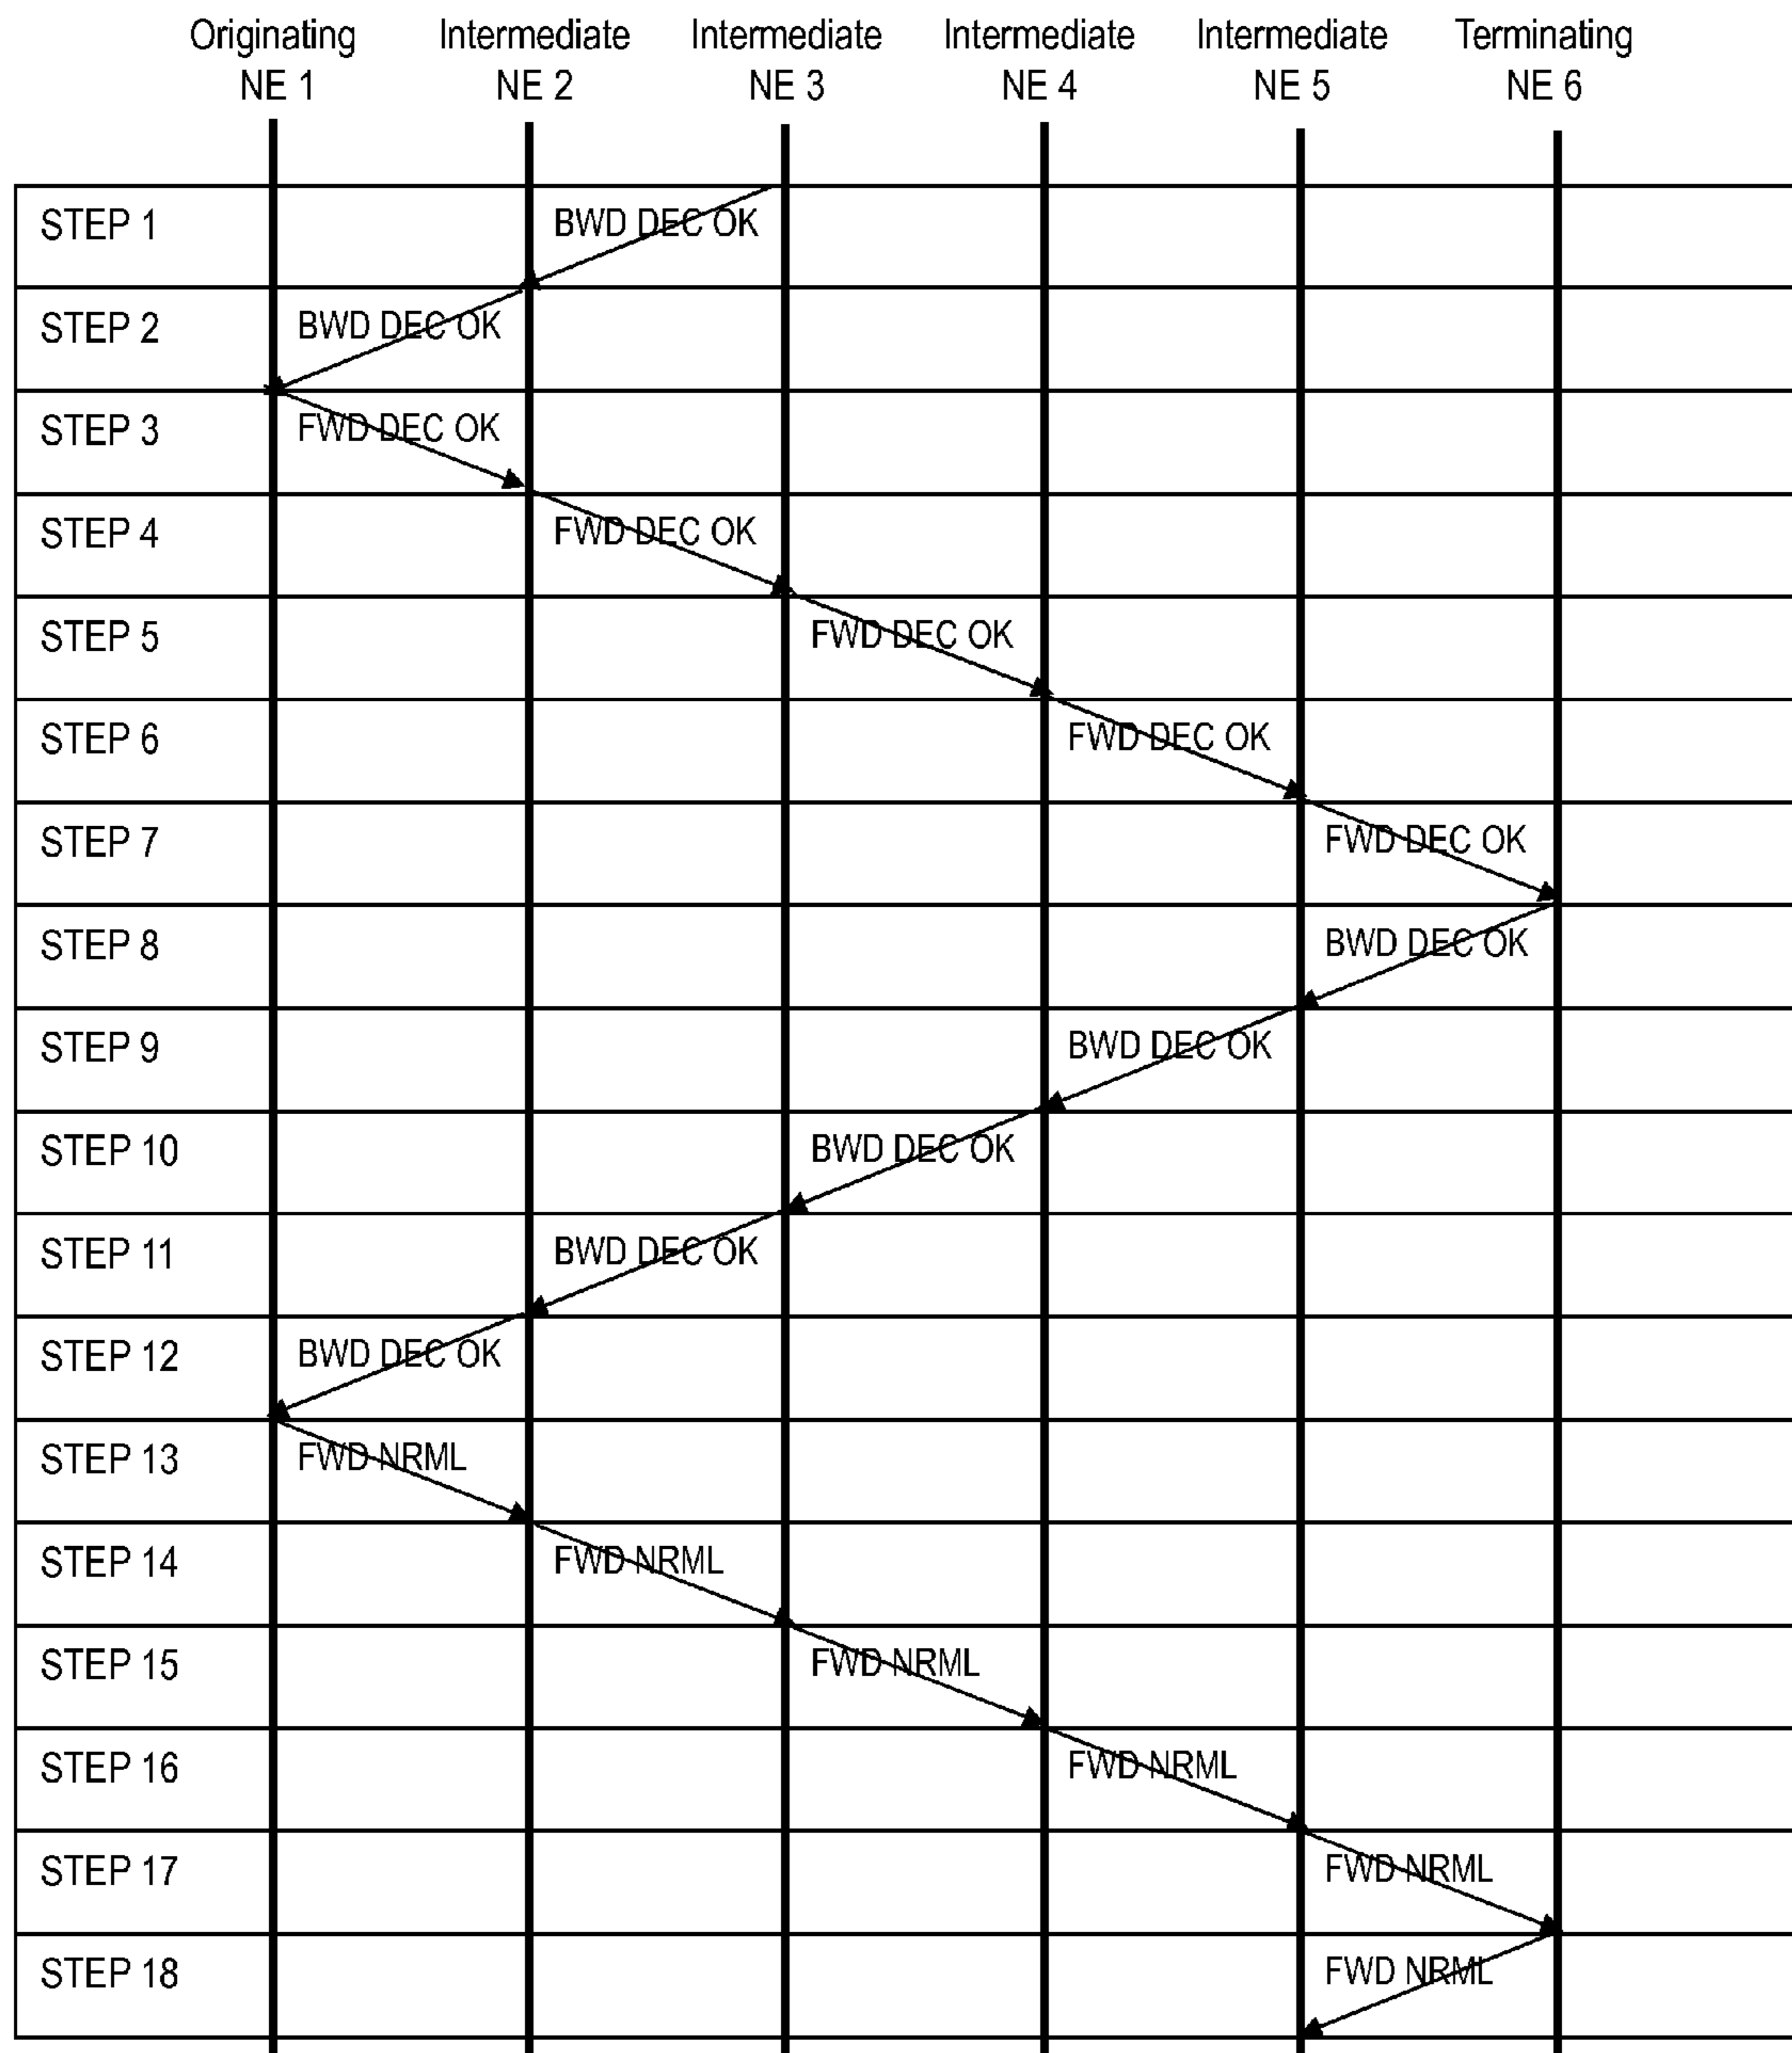 Originating Intermediate Intermediate Intermediate Intermediate Terminating
NE 1 NE 2 NE 3 NE 4 NE 5 NE 6
STEP 1 BWD DEC OK
STEP 2 BWD DEC OK
STEP 3 FWD DEC OK
STEP 4 FWD DEC OK
STEP 5 FWD DEC OK
STEP 6 FWD DEC OK
STEP 7 FWD DEC OK
STEP 8 BWD DEC OK
STEP 9 BWD DEC OK
STEP 10 BWD DEC OK
STEP 11 BWD DEC OK
STEP 12 BWD DEC OK
STEP 13 FWD NRML
STEP 14 FWD NRML
STEP 15 FWD NRML
STEP 16 FWD NRML
STEP 17 FWD NRML
STEP 18 FWD NRML